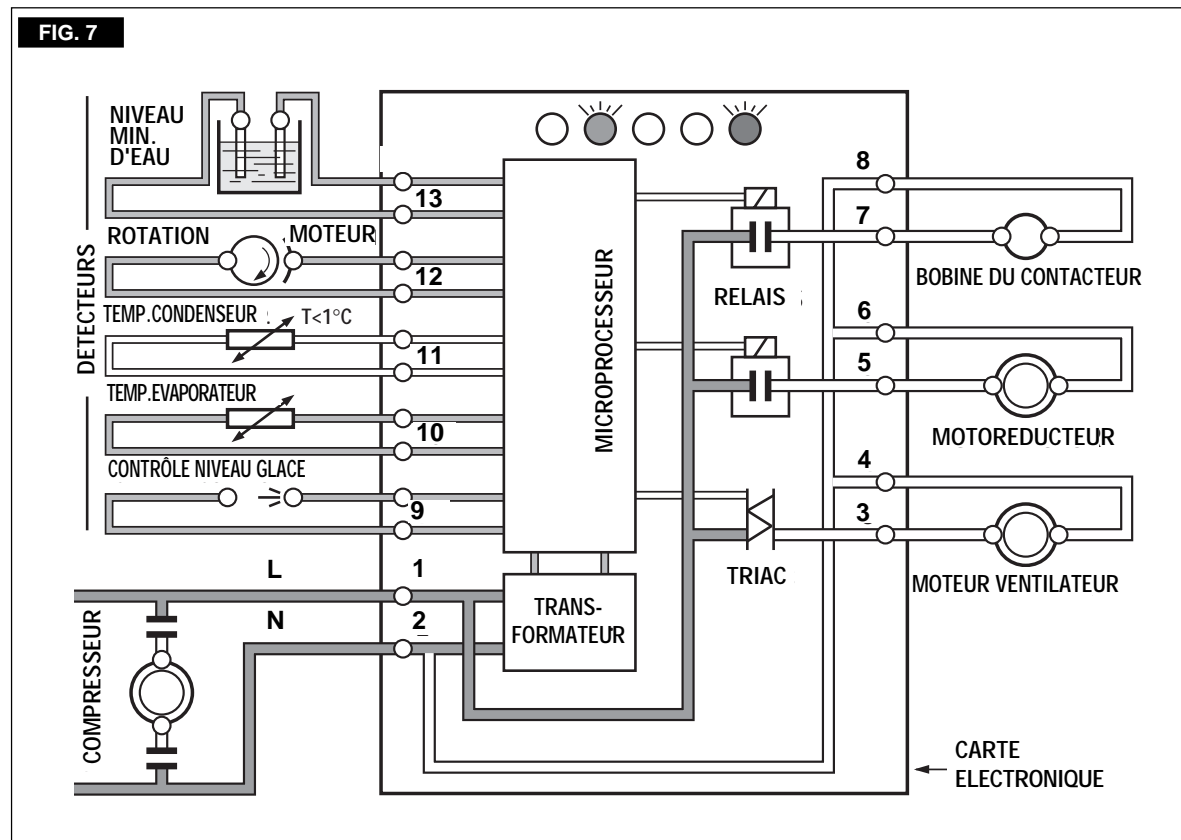 FIG. 7
NIVEAU
MIN.
D'EAU
13
ROTATION MOTEUR
12
TEMP.CONDENSEUR T<1°C
11
TEMP.EVAPORATEUR
10
CONTRÔLE NIVEAU GLACE
9
DETECTEURS
L 1
N 2
COMPRESSEUR
MICROPROCESSEUR
TRANS-
FORMATEUR
RELAIS
TRIAC
8
7
BOBINE DU CONTACTEUR
6
5
MOTOREDUCTEUR
4
3
MOTEUR VENTILATEUR
CARTE
ELECTRONIQUE